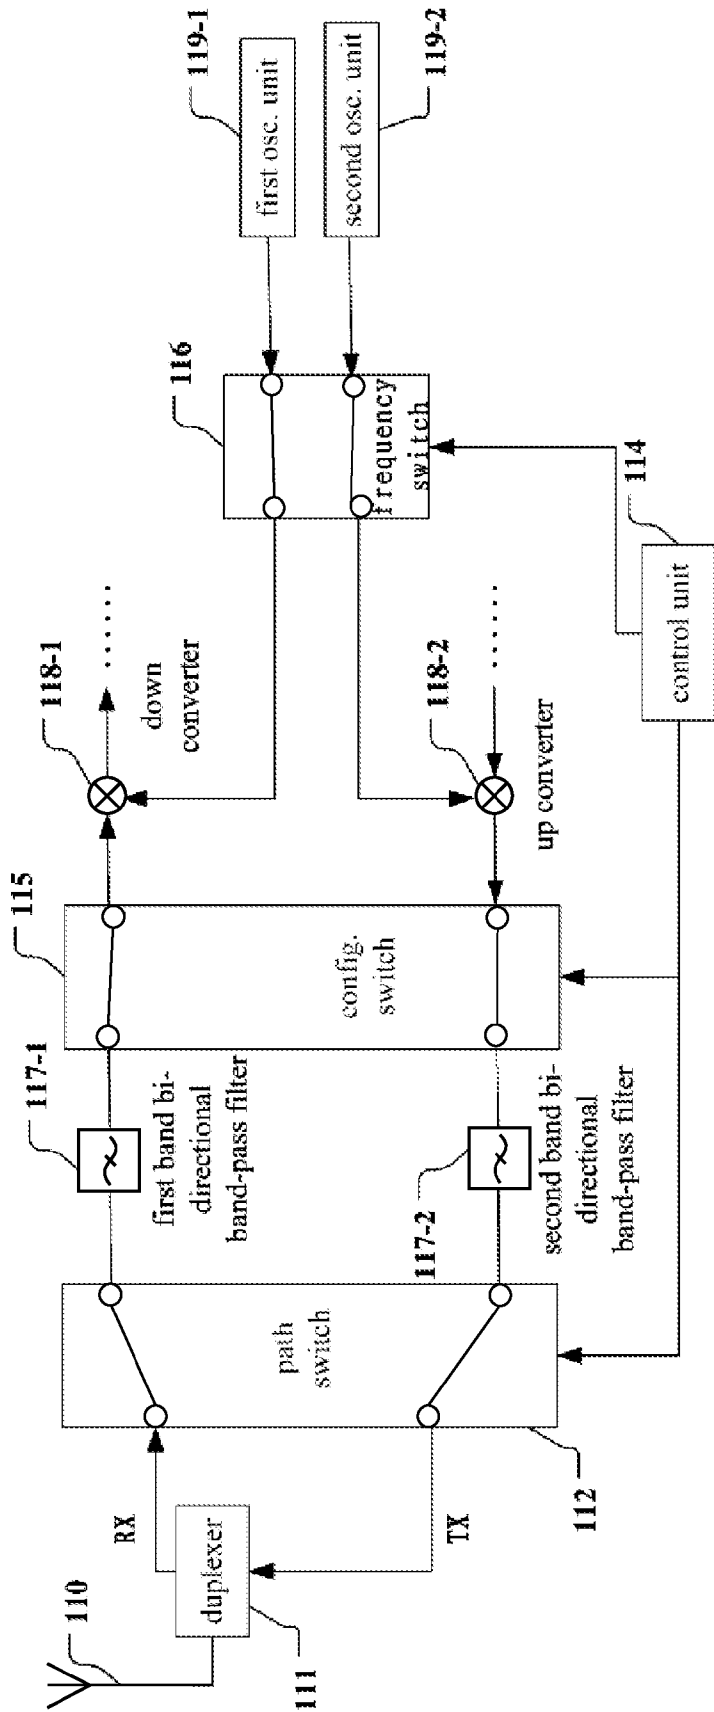 110
duplexer
111
RX
TX
path
switch
112
117-1
first band bi-
directional
band-pass filter
117-2
second band bi-
directional
band-pass filter
115
config.
switch
118-1
down
converter
118-2
up converter
116
frequency
switch
control unit
114
first osc. unit
119-1
second osc. unit
119-2